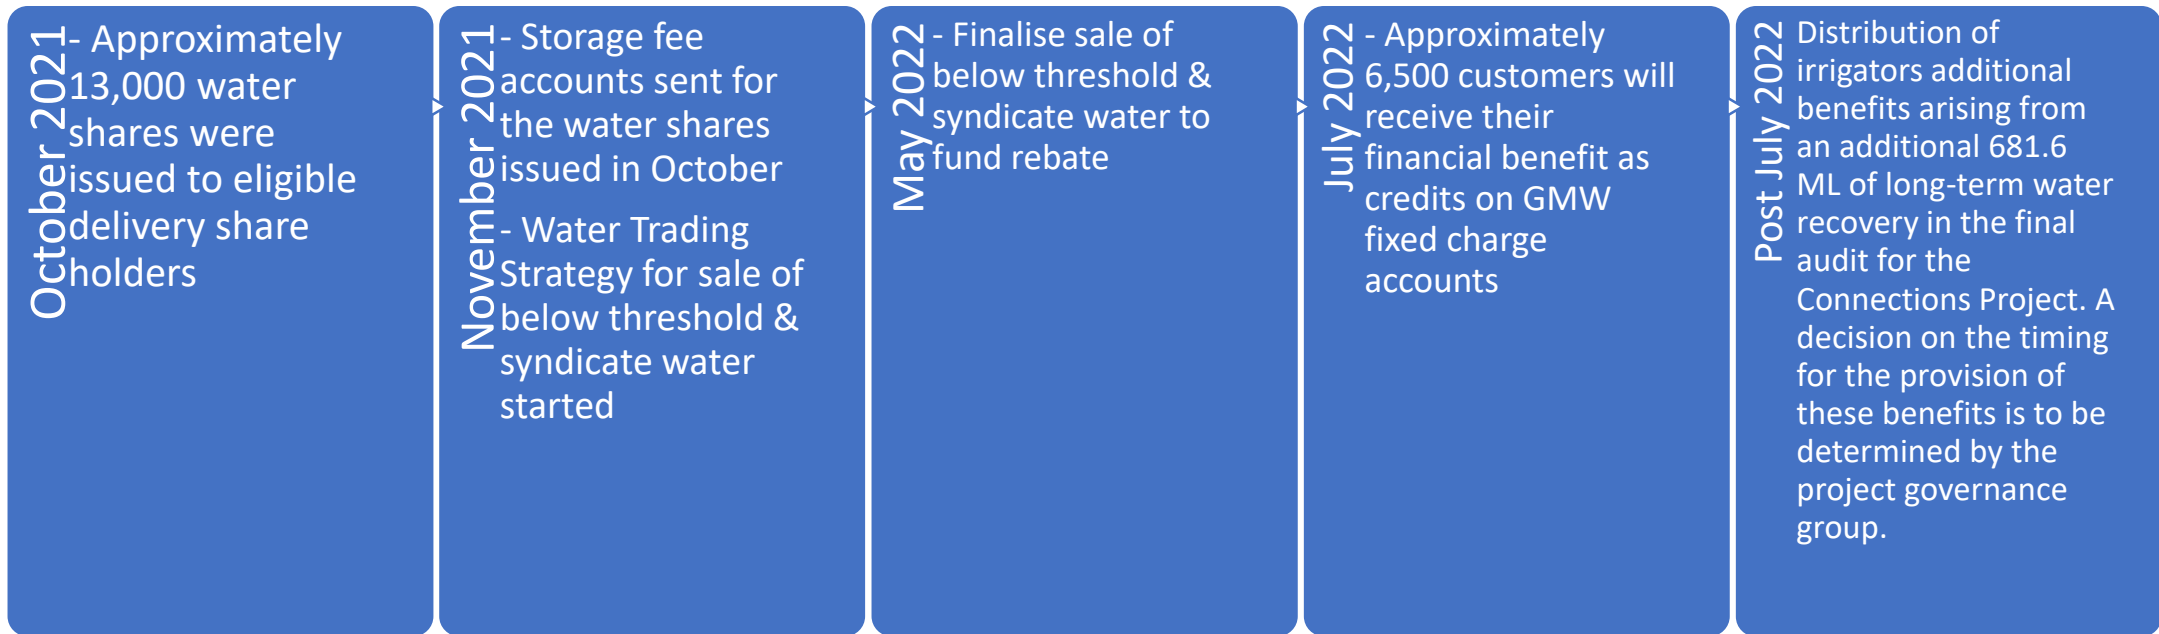 October 2021
- Approximately
13,000 water
shares were
issued to eligible
delivery share
holders
November 2021
- Storage fee
accounts sent for
the water shares
issued in October
- Water Trading
Strategy for sale of
below threshold &
syndicate water
started
May 2022
- Finalise sale of
below threshold &
syndicate water to
fund rebate
July 2022
- Approximately
6,500 customers will
receive their
financial benefit as
credits on GMW
fixed charge
accounts
Post July 2022
Distribution of
irrigators additional
benefits arising from
an additional 681.6
ML of long-term water
recovery in the final
audit for the
Connections Project. A
decision on the timing
for the provision of
these benefits is to be
determined by the
project governance
group.